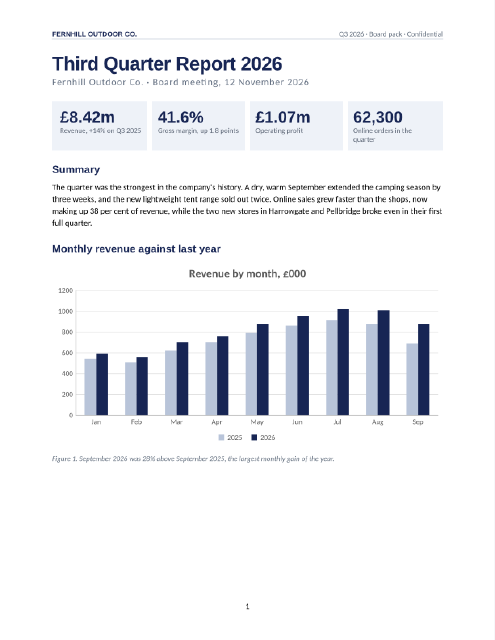 FERNHILL OUTDOOR CO.
Q3 2026 · Board pack · Confidential
Third Quarter Report 2026
Fernhill Outdoor Co. · Board meeting, 12 November 2026
£8.42m
Revenue, +14% on Q3 2025
41.6%
Gross margin, up 1.8 points
£1.07m
Operating profit
62,300
Online orders in the
quarter
Summary
The quarter was the strongest in the company's history. A dry, warm September extended the camping season by
three weeks, and the new lightweight tent range sold out twice. Online sales grew faster than the shops, now
making up 38 per cent of revenue, while the two new stores in Harrowgate and Pellbridge broke even in their first
full quarter.
Monthly revenue against last year
Revenue by month, £000
1200
1000
800
600
400
200
0
Jan Feb Mar Apr May Jun Jul Aug Sep
2025 2026
Figure 1. September 2026 was 28% above September 2025, the largest monthly gain of the year.
1